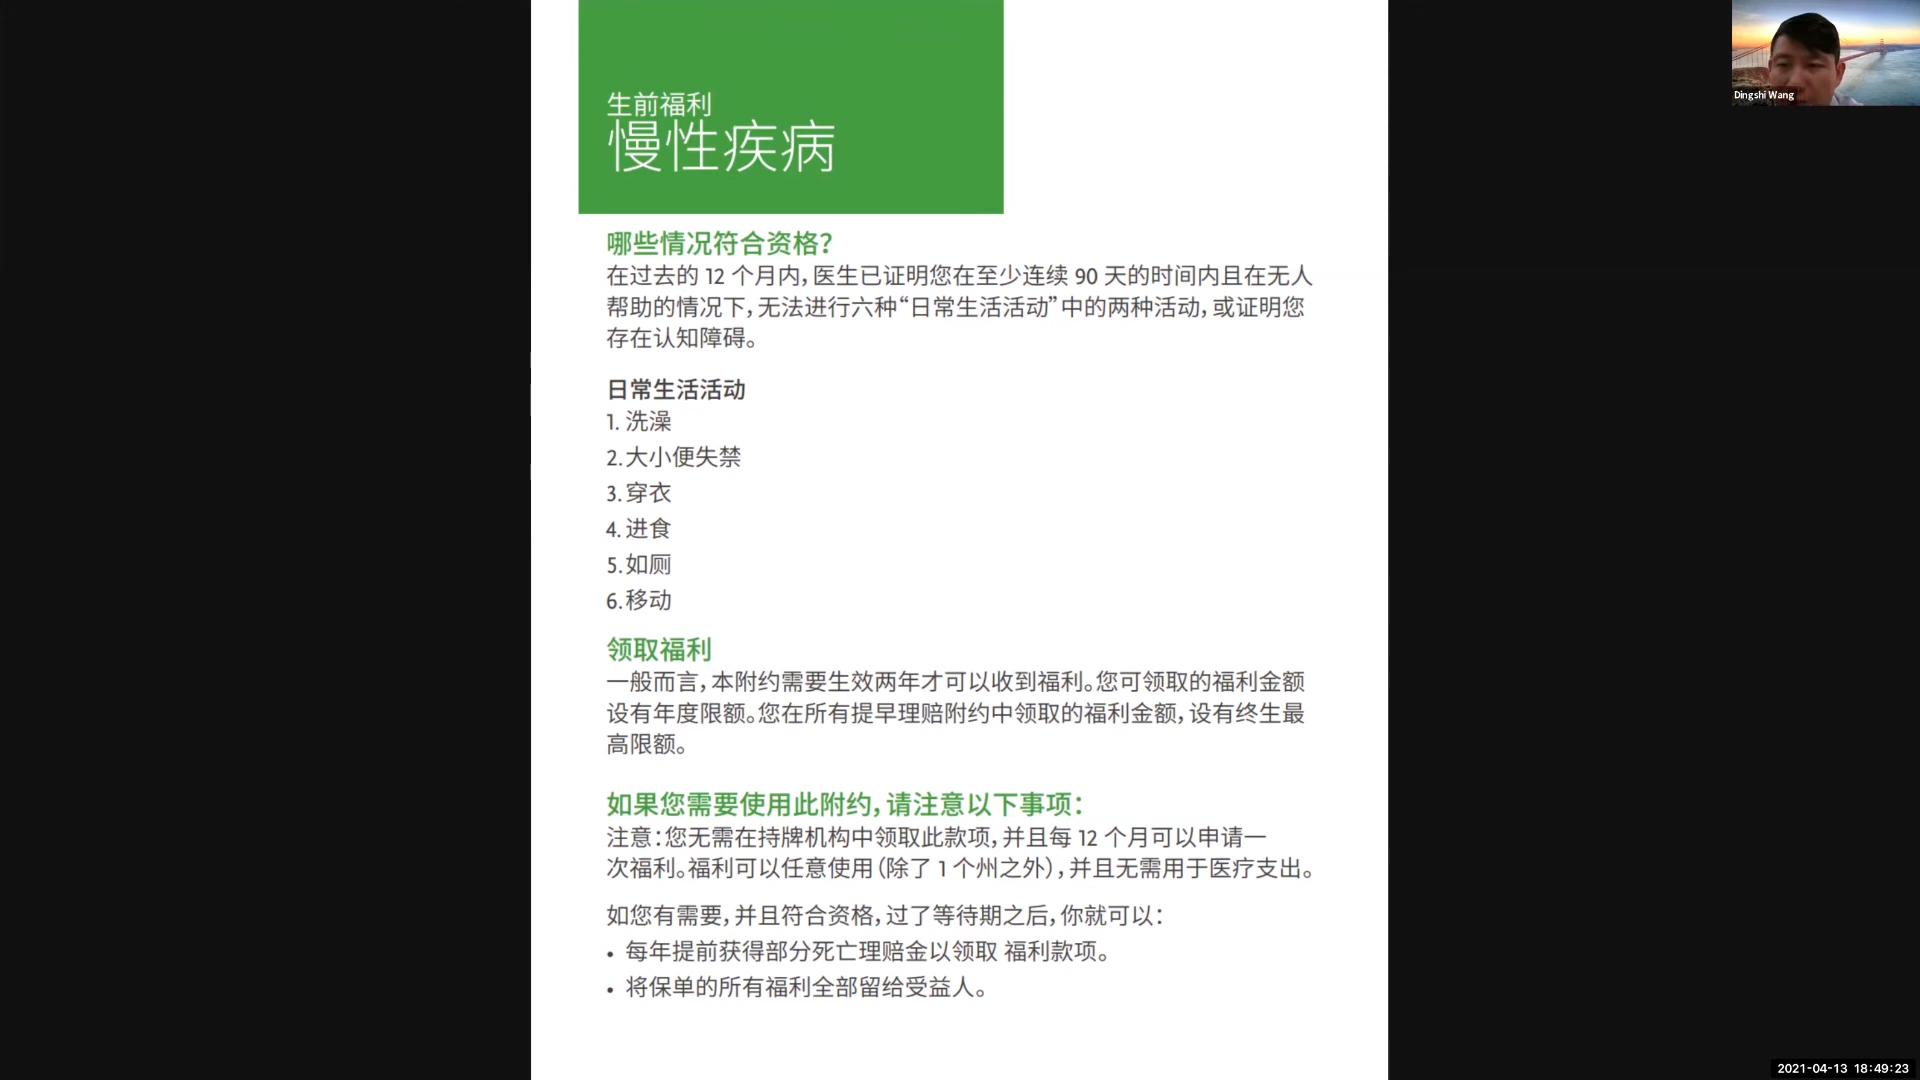 生前福利
慢性疾病
哪些情况符合资格？
在过去的 12 个月内，医生已证明您在至少连续 90 天的时间内且在无人
帮助的情况下，无法进行六种“日常生活活动”中的两种活动，或证明您
存在认知障碍。
日常生活活动
1. 洗澡
2. 大小便失禁
3. 穿衣
4. 进食
5. 如厕
6. 移动
领取福利
一般而言，本附约需要生效两年才可以收到福利。您可领取的福利金额
设有年度限额。您在所有提早理赔附约中领取的福利金额，设有终生最
高限额。
如果您需要使用此附约，请注意以下事项：
注意：您无需在持牌机构中领取此款项，并且每 12 个月可以申请一
次福利。福利可以任意使用（除了 1 个州之外），并且无需用于医疗支出。
如您有需要，并且符合资格，过了等待期之后，你就可以：
• 每年提前获得部分死亡理赔金以领取 福利款项。
• 将保单的所有福利全部留给受益人。
Dingshi Wang
2021-04-13 18:49:23